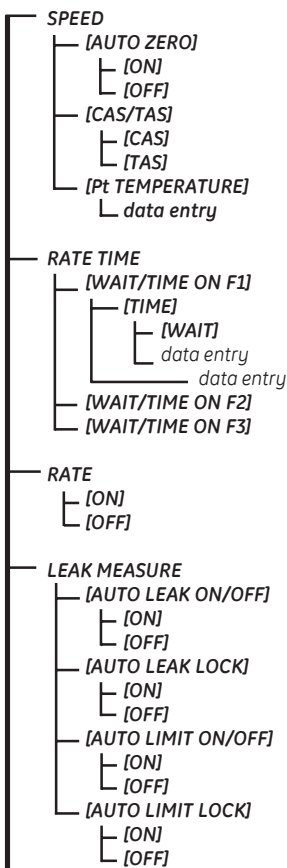 SPEED
[AUTO ZERO]
[ON]
[OFF]
[CAS/TAS]
[CAS]
[TAS]
[Pt TEMPERATURE]
data entry
RATE TIME
[WAIT/TIME ON F1]
[TIME]
[WAIT]
data entry
data entry
[WAIT/TIME ON F2]
[WAIT/TIME ON F3]
RATE
[ON]
[OFF]
LEAK MEASURE
[AUTO LEAK ON/OFF]
[ON]
[OFF]
[AUTO LEAK LOCK]
[ON]
[OFF]
[AUTO LIMIT ON/OFF]
[ON]
[OFF]
[AUTO LIMIT LOCK]
[ON]
[OFF]